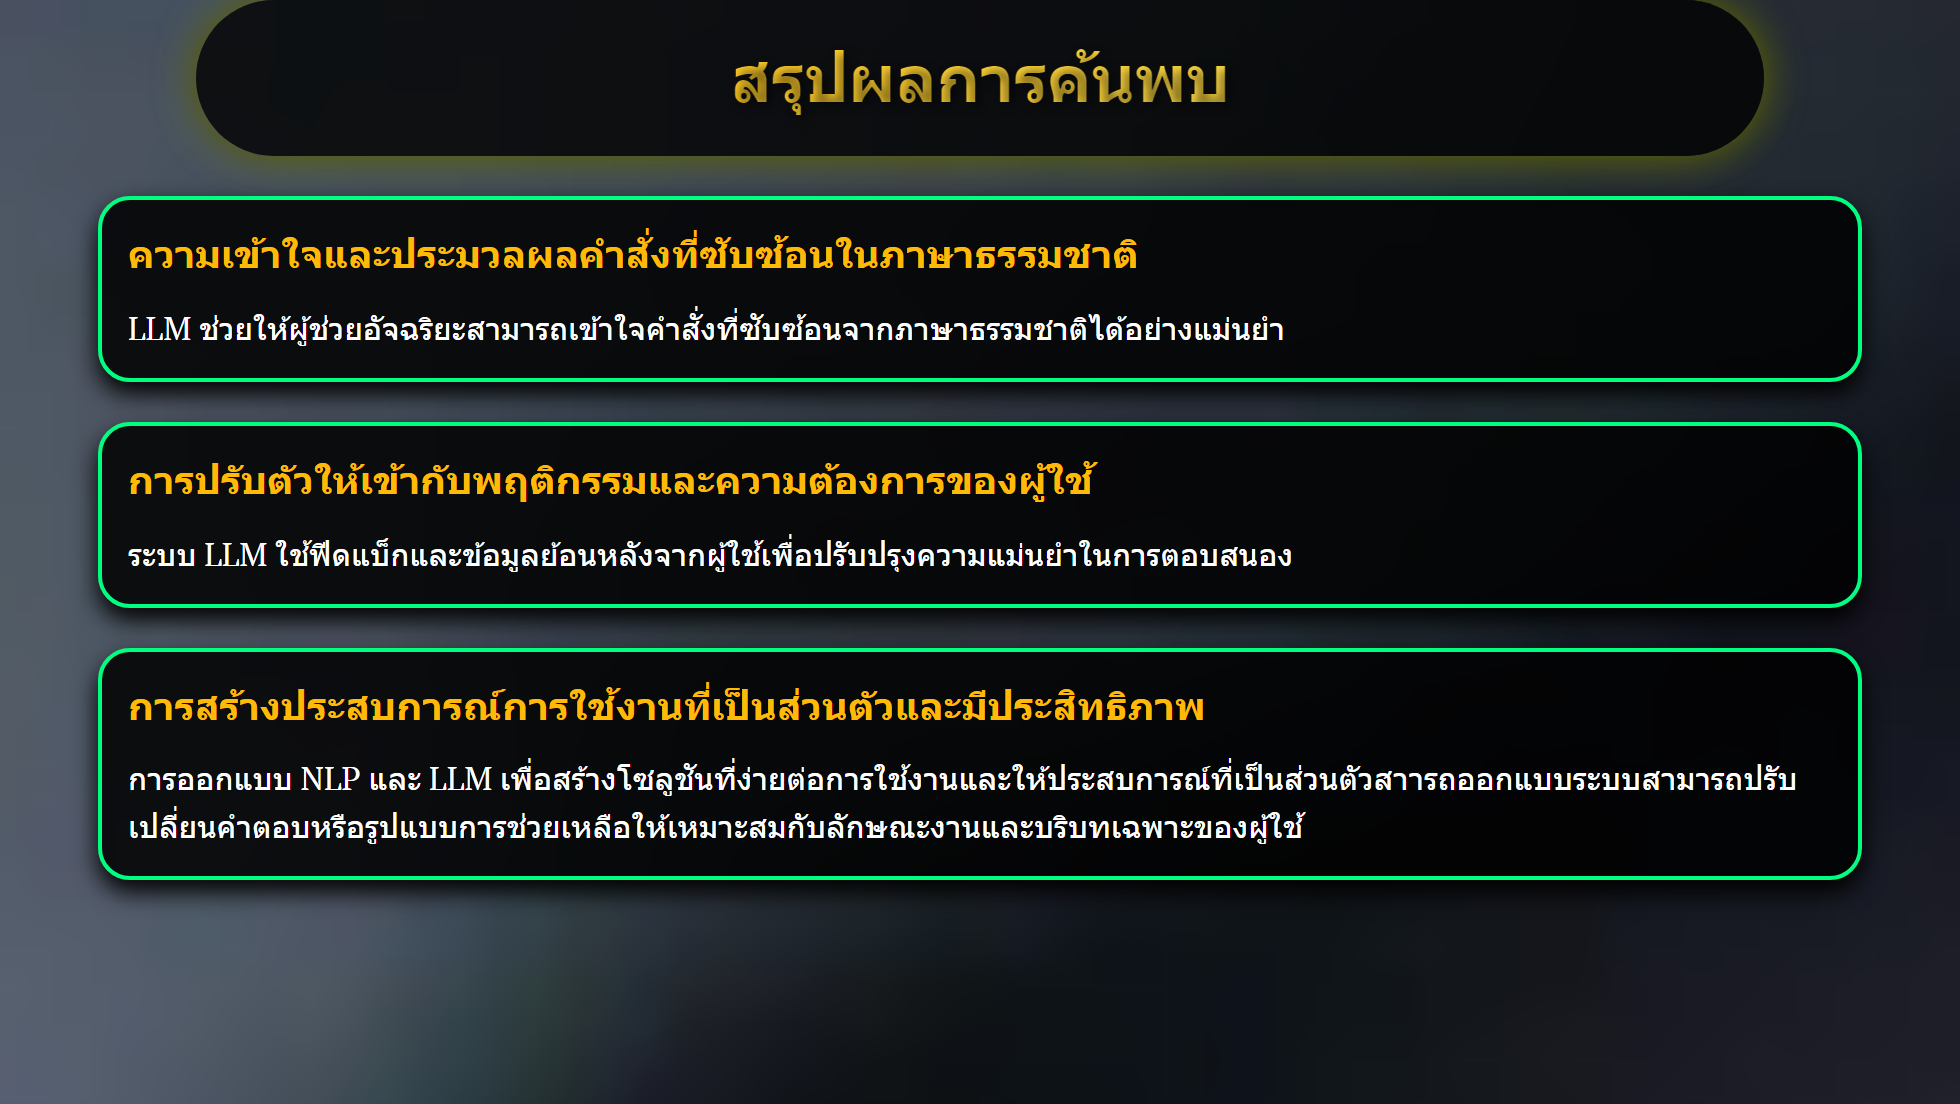 สรุปผลการค้นพบ
ความเข้าใจและประมวลผลคำสั่งที่ซับซ้อนในภาษาธรรมชาติ
LLM ช่วยให้ผู้ช่วยอัจฉริยะสามารถเข้าใจคำสั่งที่ซับซ้อนจากภาษาธรรมชาติได้อย่างแม่นยำ
การปรับตัวให้เข้ากับพฤติกรรมและความต้องการของผู้ใช้
ระบบ LLM ใช้ฟีดแบ็กและข้อมูลย้อนหลังจากผู้ใช้เพื่อปรับปรุงความแม่นยำในการตอบสนอง
การสร้างประสบการณ์การใช้งานที่เป็นส่วนตัวและมีประสิทธิภาพ
การออกแบบ NLP และ LLM เพื่อสร้างโซลูชันที่ง่ายต่อการใช้งานและให้ประสบการณ์ที่เป็นส่วนตัวสาารถออกแบบระบบสามารถปรับ
เปลี่ยนคำตอบหรือรูปแบบการช่วยเหลือให้เหมาะสมกับลักษณะงานและบริบทเฉพาะของผู้ใช้